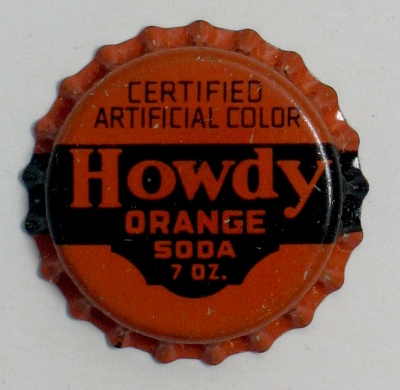 CERTIFIED
ARTIFICIAL COLOR
Howdy
ORANGE
SODA
7 OZ.